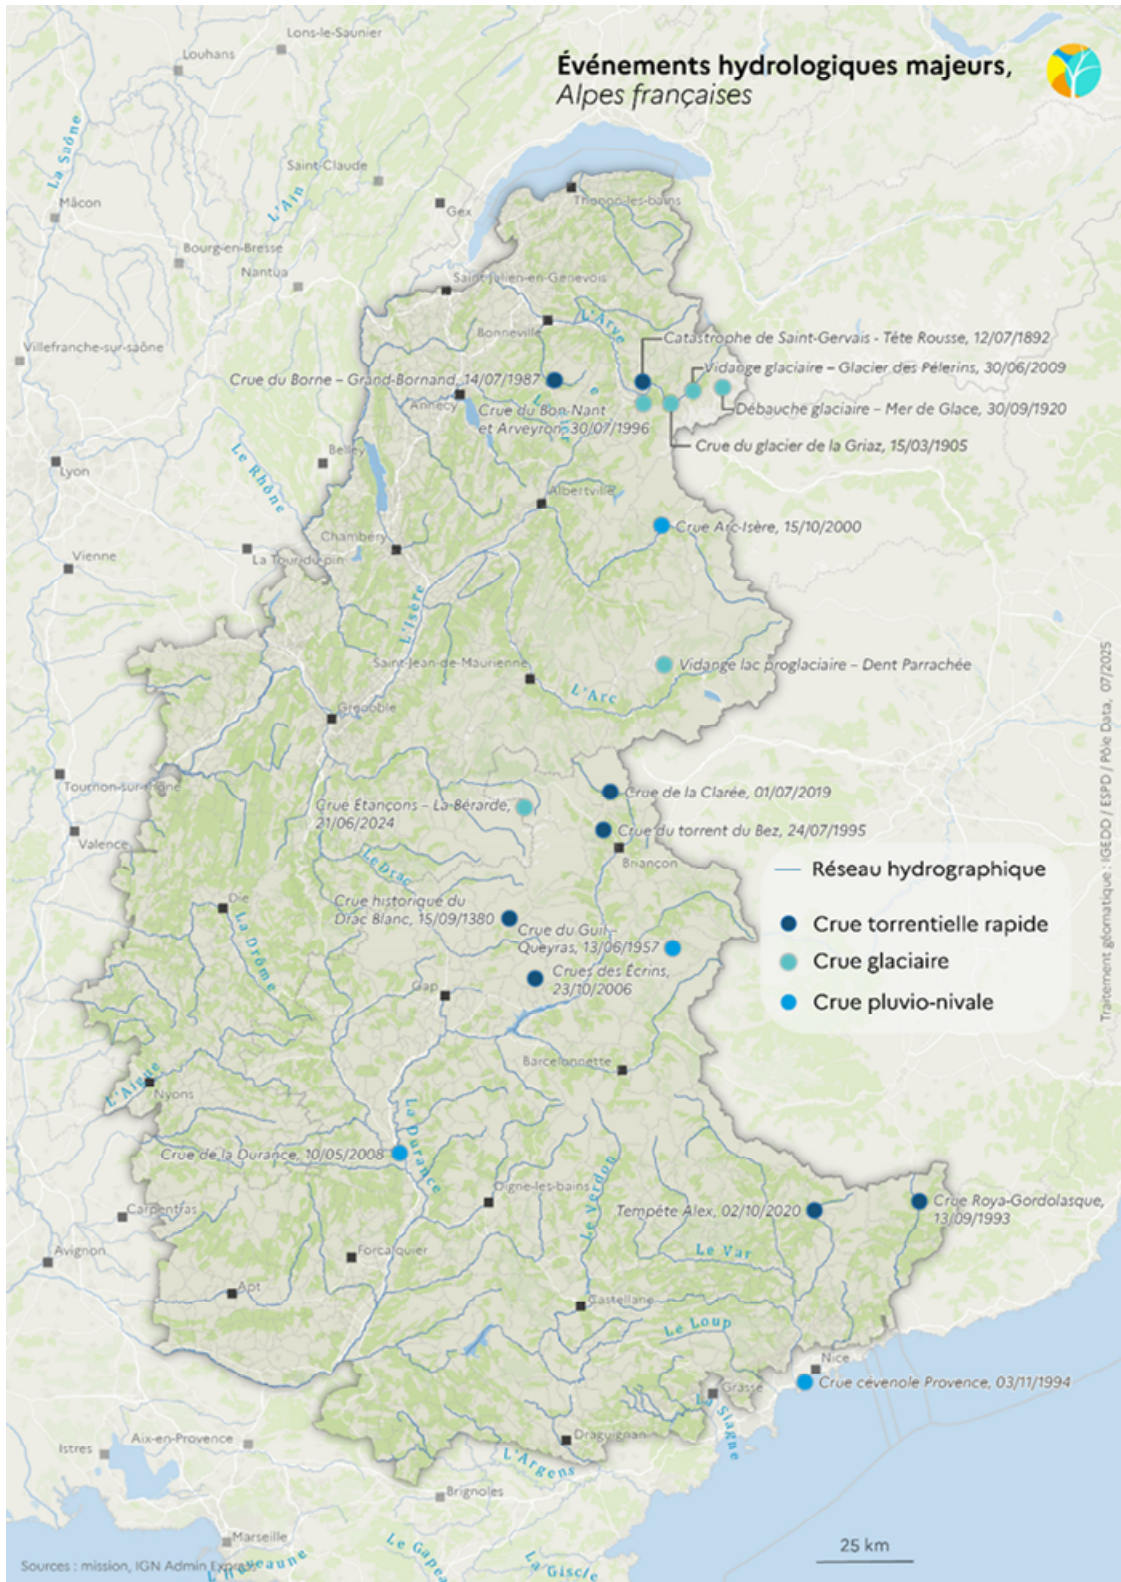 Événements hydrologiques majeurs,
Alpes françaises
Lons-le-Saunier
Louhans
La Saône
Saint-Claude
L'Ain
Mâcon
Gex
Thonon-les-bains
Bourg-en-Bresse
Nantua
Saint-Julien-en-Genevois
Bonneville
L'Arve
Villefranche-sur-saône
Catastrophe de Saint-Gervais - Tête Rousse, 12/07/1892
Vidange glaciaire – Glacier des Pélerins, 30/06/2009
Crue du Borne – Grand-Bornand, 14/07/1987
Annecy
Crue du Bon-Nant
et Arveyron, 30/07/1996
Débauche glaciaire – Mer de Glace, 30/09/1920
Crue du glacier de la Griaz, 15/03/1905
Belley
Lyon
Le Rhône
Albertville
Crue Arc-Isère, 15/10/2000
Chambéry
La Tour-du-pin
Vienne
L'Isère
Saint-Jean-de-Maurienne
Vidange lac proglaciaire – Dent Parrachée
L'Arc
Grenoble
Tournon-sur-rhône
Crue de la Clarée, 01/07/2019
Crue Étançons – La Bérarde,
21/06/2024
Crue du torrent du Bez, 24/07/1995
Valence
Briançon
Le Drac
Réseau hydrographique
Crue torrentielle rapide
Crue glaciaire
Crue pluvio-nivale
Die
La Drôme
Crue historique du
Drac Blanc, 15/09/1380
Crue du Guil –
Queyras, 13/06/1957
Crues des Écrins,
23/10/2006
Gap
Barcelonnette
L'Aigue
Nyons
La Durance
Crue de la Durance, 10/05/2008
Digne-les-bains
Le Verdon
Tempête Alex, 02/10/2020
Crue Roya-Gordolasque,
13/09/1993
Carpentras
Avignon
Forcalquier
Le Var
Apt
Castellane
Le Loup
Nice
Crue cévenole Provence, 03/11/1994
Grasse
La Siagne
Draguignan
Aix-en-Provence
Istres
L'Argens
Brignoles
Marseille
Le Gapeau
La Giscle
L'Huveaune
25 km
Sources : mission, IGN Admin Express
Traitement géomatique : IGEDD / ESPD / Pôle Data, 07/2025